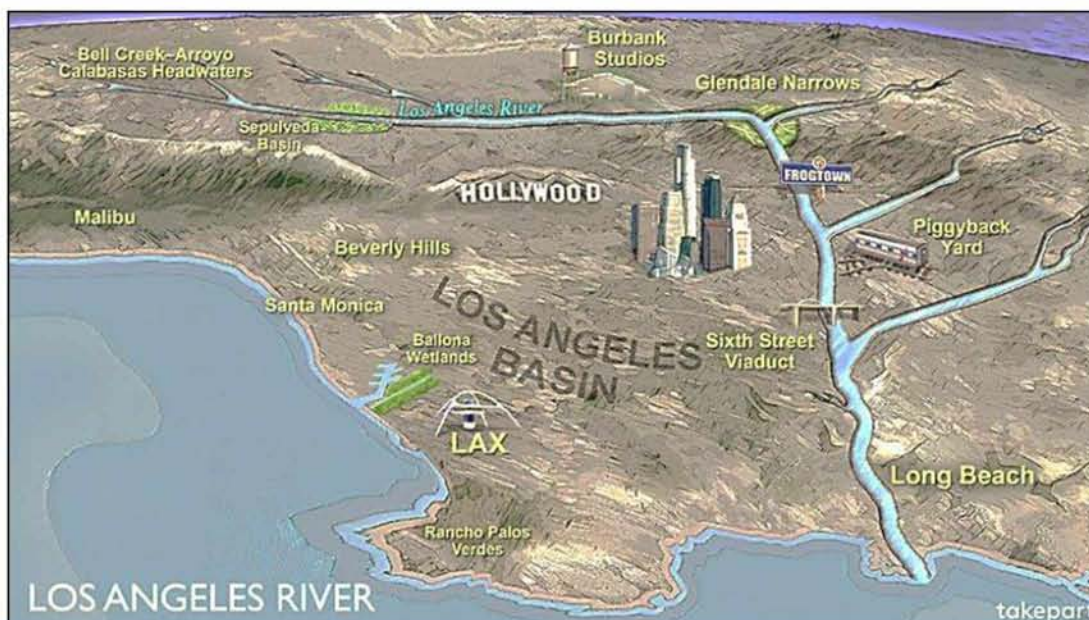 Bell Creek–Arroyo
Calabasas Headwaters
Burbank
Studios
Glendale Narrows
Los Angeles River
Sepulveda
Basin
FROGTOWN
HOLLYWOOD
Malibu
Beverly Hills
Piggyback
Yard
Santa Monica
LOS ANGELES
BASIN
Sixth Street
Viaduct
Ballona
Wetlands
LAX
Long Beach
Rancho Palos
Verdes
LOS ANGELES RIVER
takepart